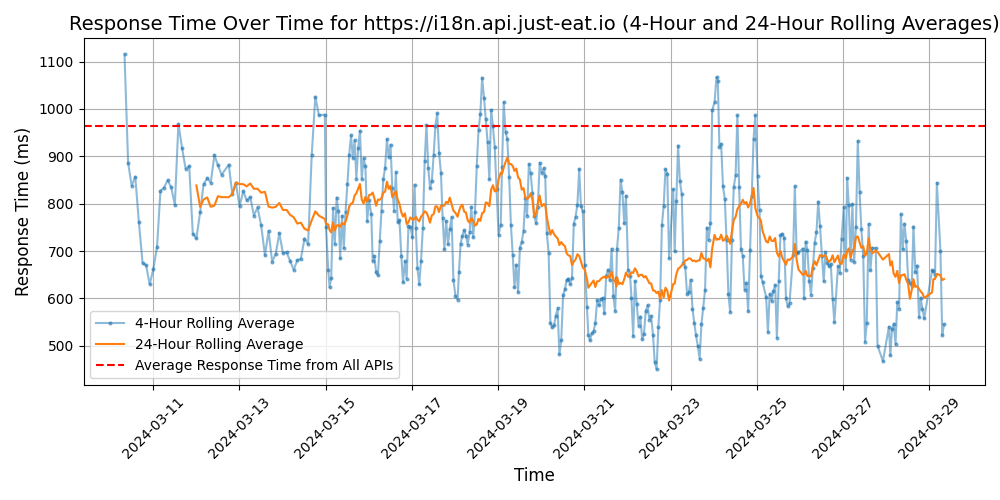 Response Time Over Time for https://i18n.api.just-eat.io (4-Hour and 24-Hour Rolling Averages)
Response Time (ms)
1100
1000
900
800
700
600
500
4-Hour Rolling Average
24-Hour Rolling Average
Average Response Time from All APIs
2024-03-11
2024-03-13
2024-03-15
2024-03-17
2024-03-19
2024-03-21
2024-03-23
2024-03-25
2024-03-27
2024-03-29
Time